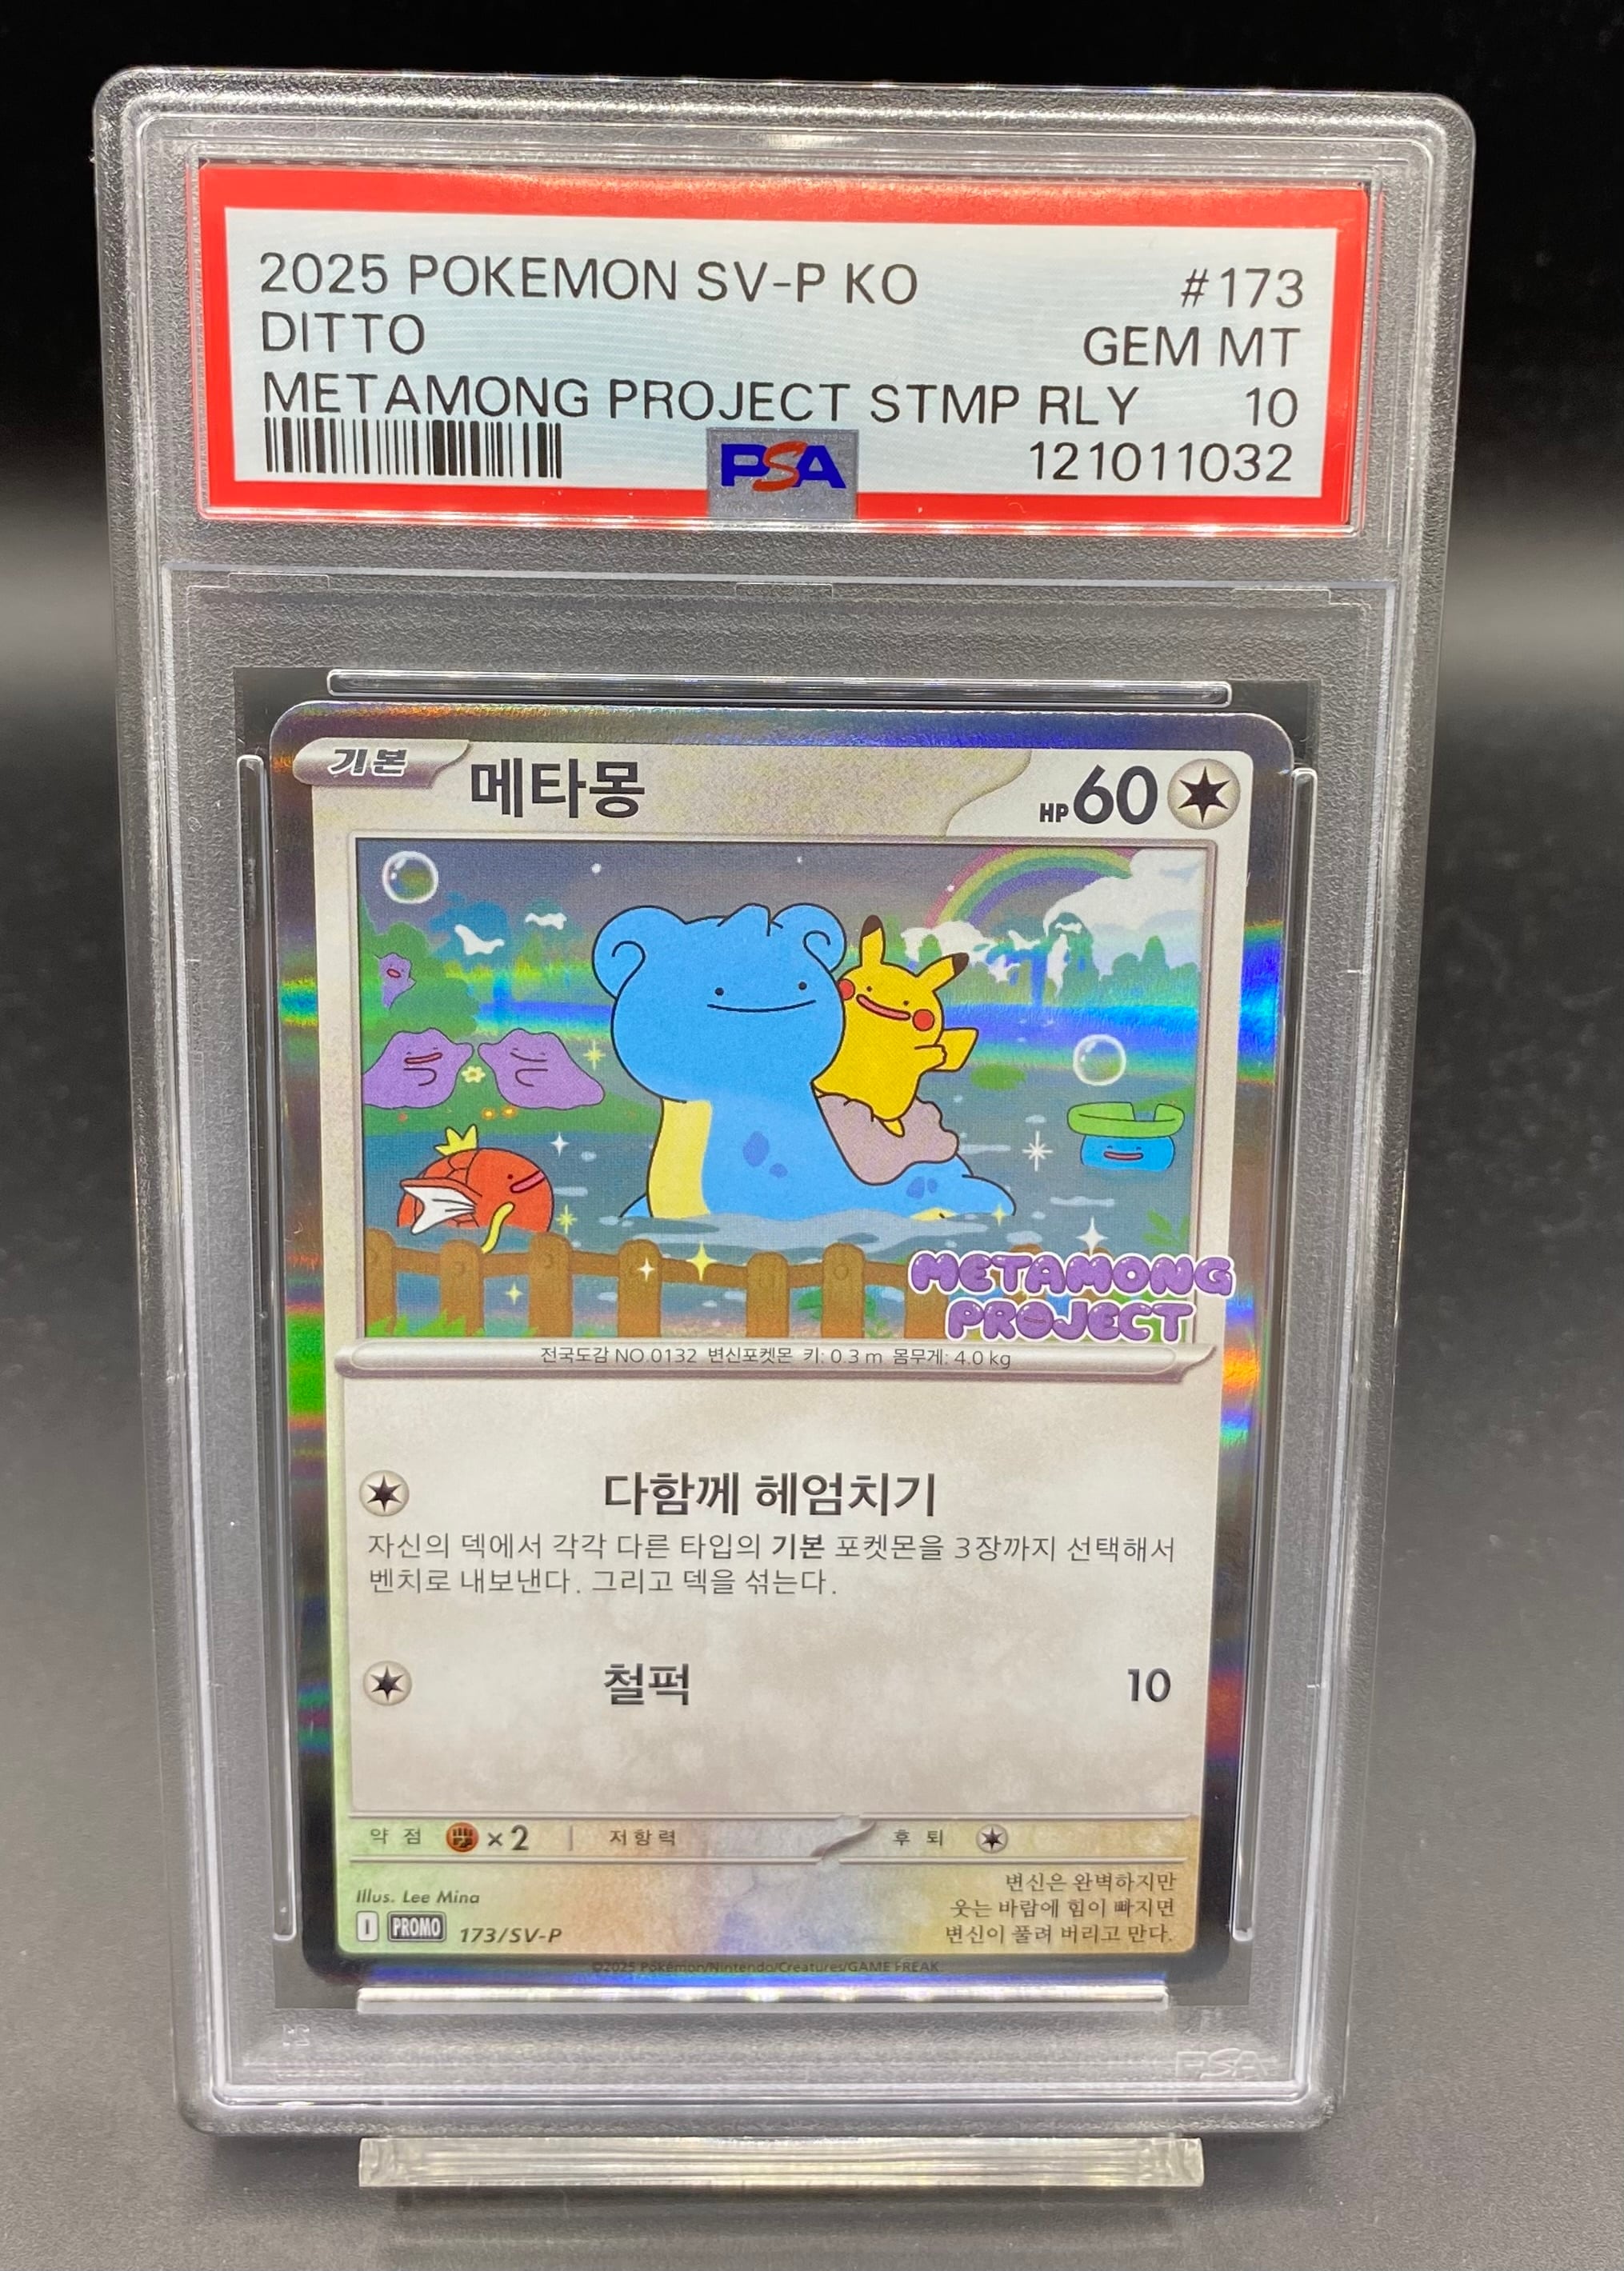 2025 POKEMON SV-P KO #173
DITTO GEM MT
METAMONG PROJECT STMP RLY 10
PSA 121011032
기본 메타몽 HP 60
METAMONG
PROJECT
전국도감 NO.0132 변신포켓몬 키: 0.3 m 몸무게: 4.0 kg
다함께 헤엄치기
자신의 덱에서 각각 다른 타입의 기본 포켓몬을 3장까지 선택해서
벤치로 내보낸다. 그리고 덱을 섞는다.
철퍽 10
약점 ×2 저항력 후퇴
Illus. Lee Mina
I PROMO 173/SV-P
변신은 완벽하지만
웃는 바람에 힘이 빠지면
변신이 풀려 버리고 만다.
©2025 Pokémon/Nintendo/Creatures/GAME FREAK
PSA